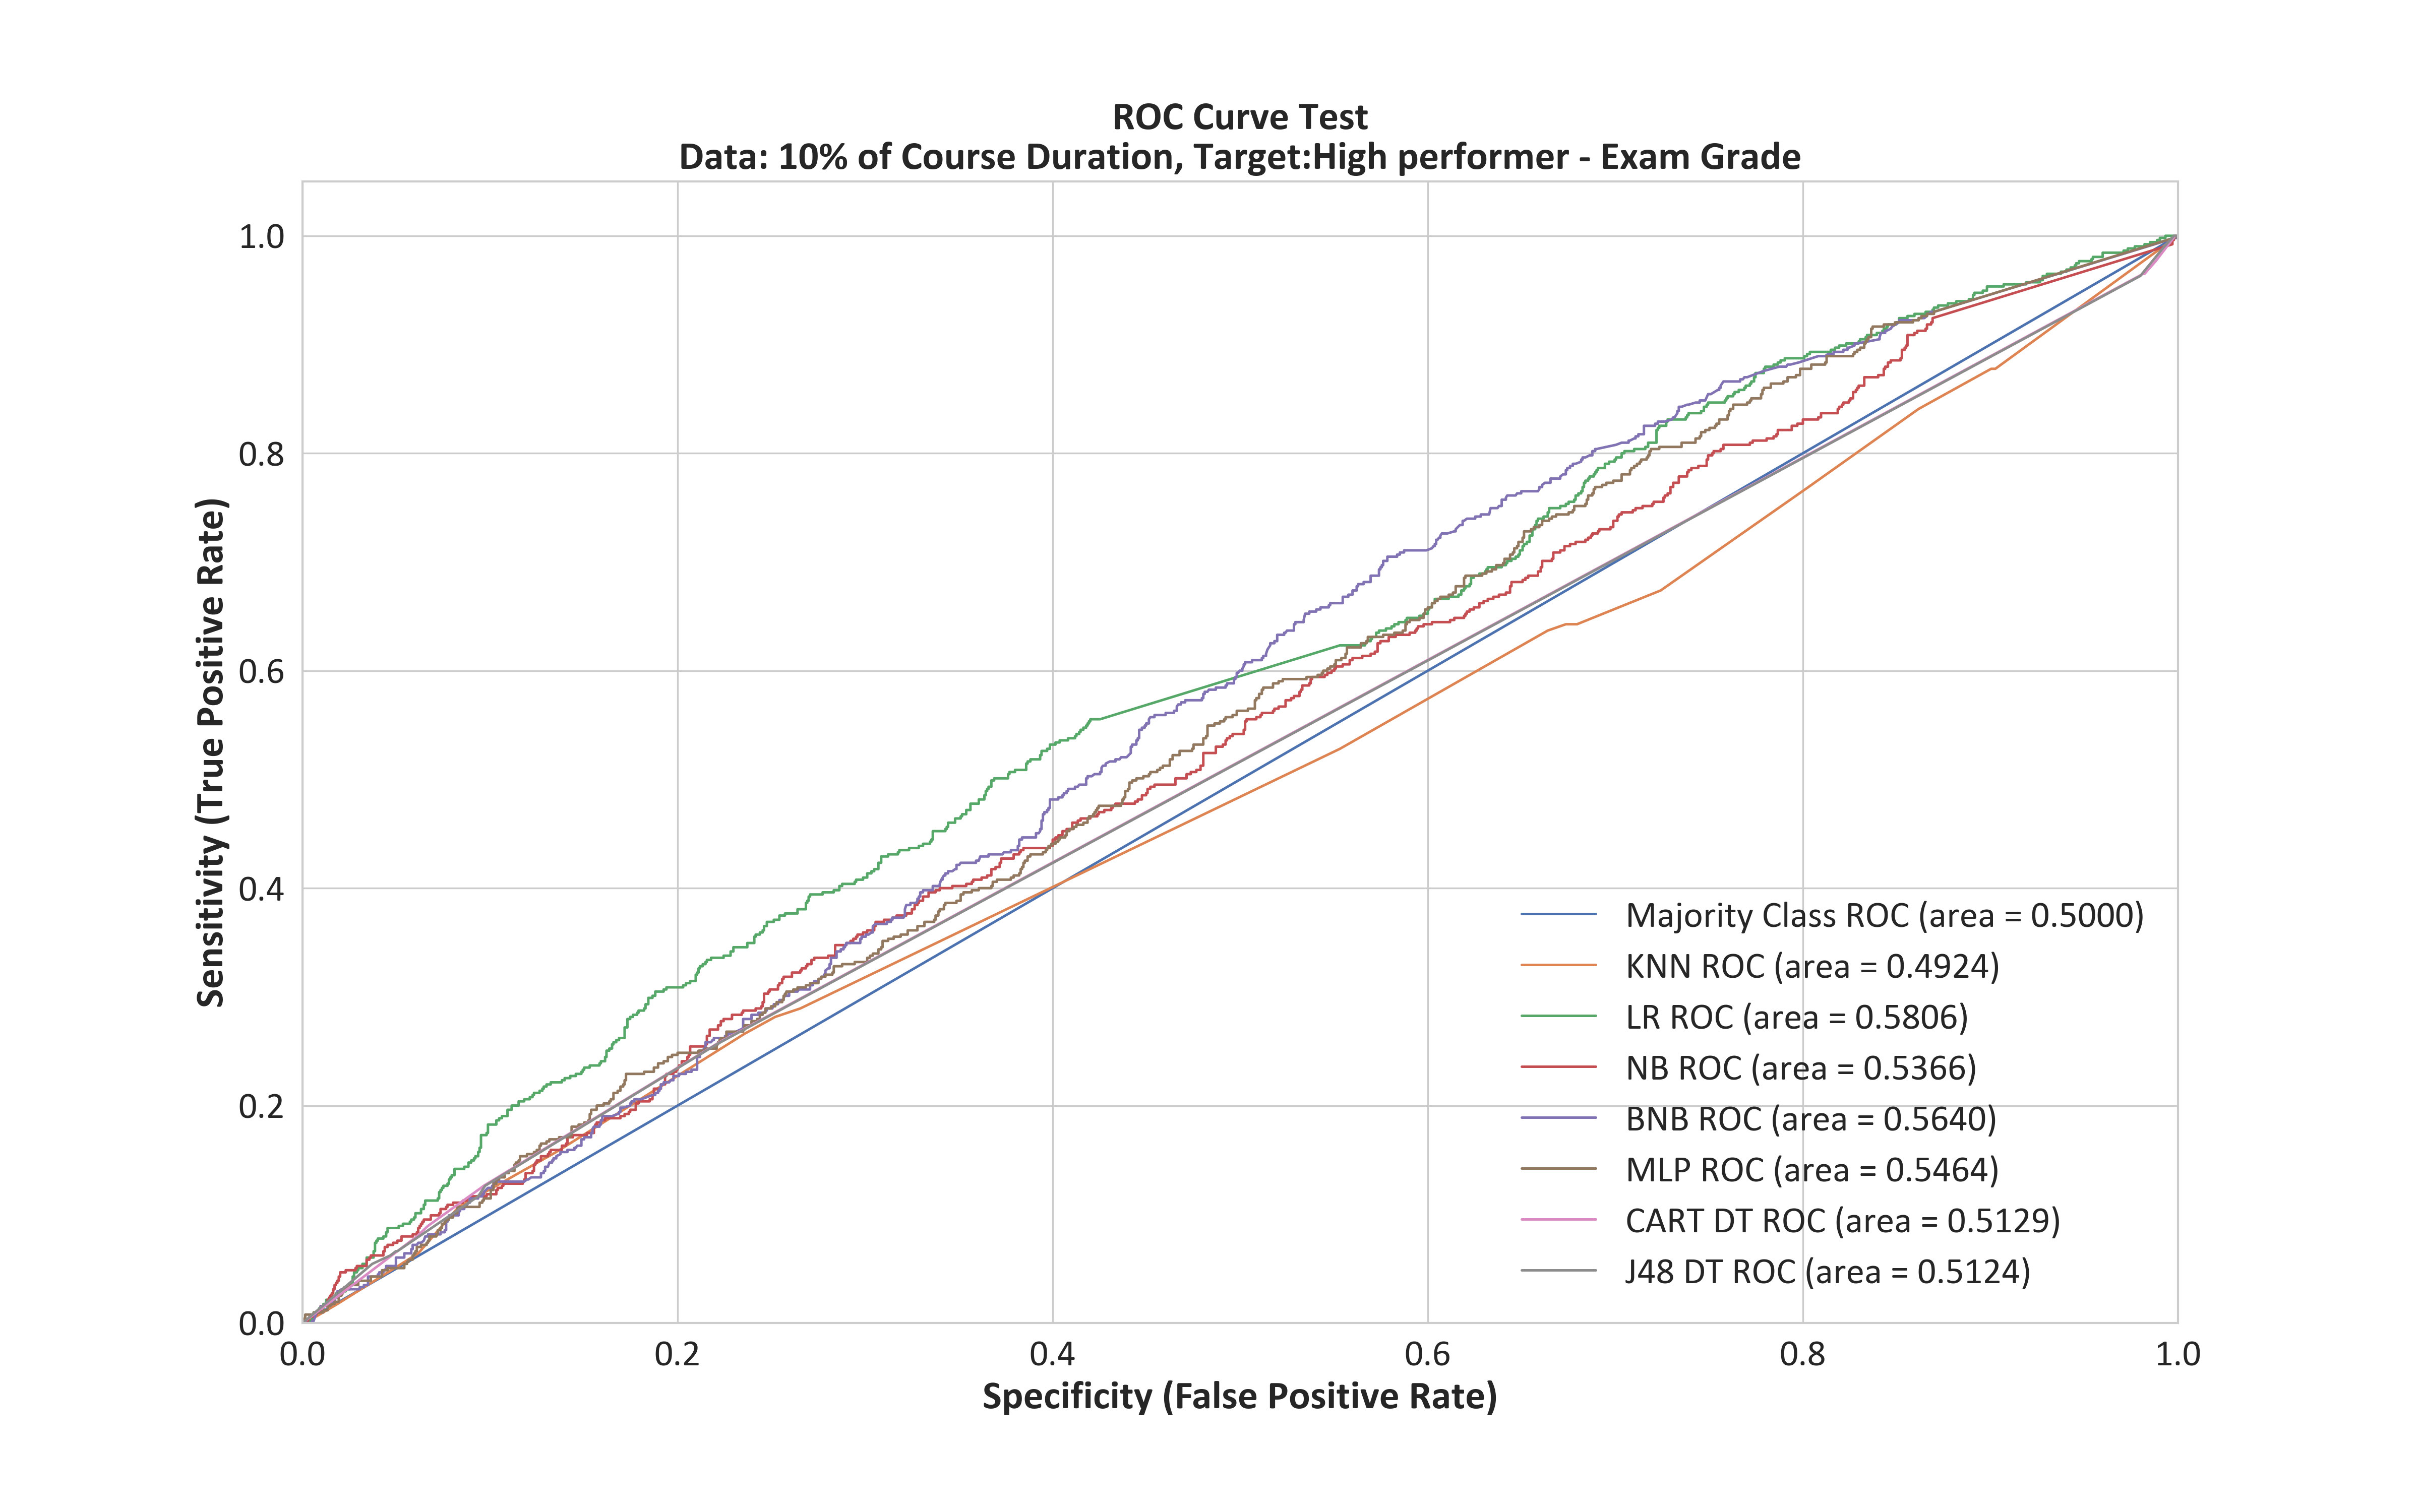 ROC Curve Test
Data: 10% of Course Duration, Target:High performer - Exam Grade
Sensitivity (True Positive Rate)
1.0
0.8
0.6
0.4
0.2
0.0
0.0 0.2 0.4 0.6 0.8 1.0
Specificity (False Positive Rate)
Majority Class ROC (area = 0.5000)
KNN ROC (area = 0.4924)
LR ROC (area = 0.5806)
NB ROC (area = 0.5366)
BNB ROC (area = 0.5640)
MLP ROC (area = 0.5464)
CART DT ROC (area = 0.5129)
J48 DT ROC (area = 0.5124)